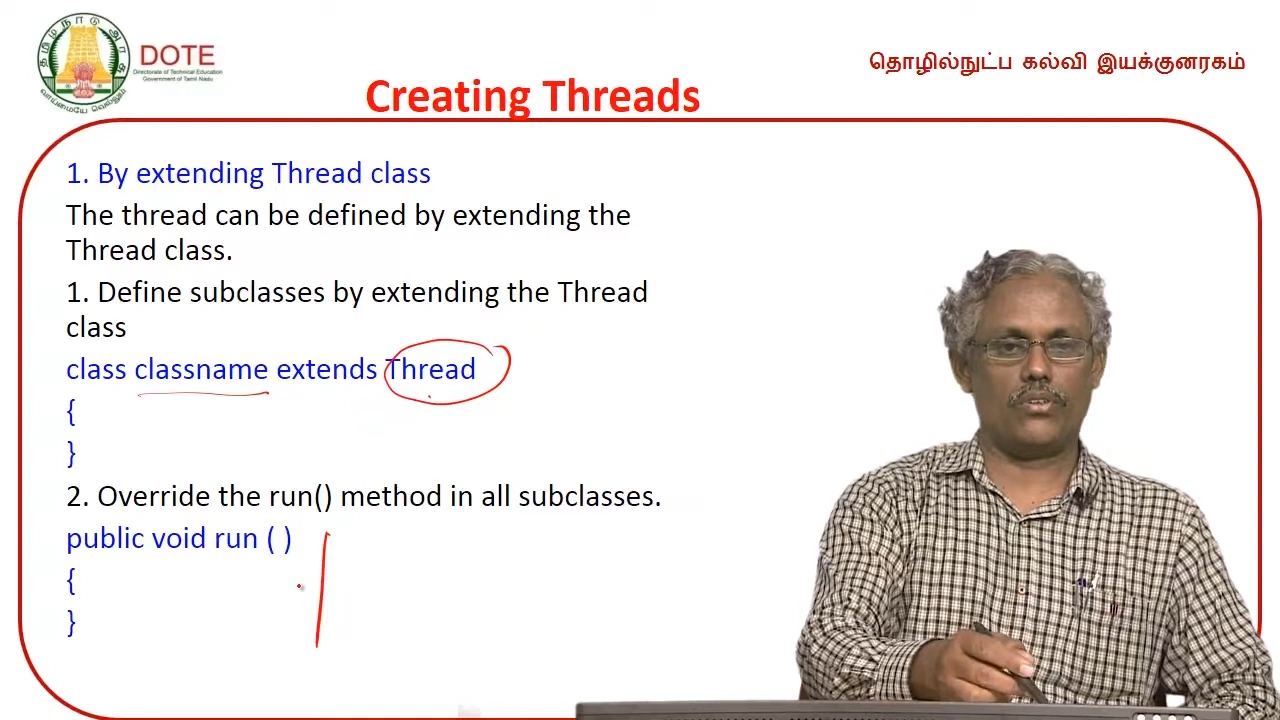 தமிழ்நாடு அரசு
வாய்மையே வெல்லும்
DOTE
Directorate of Technical Education
Government of Tamil Nadu
தொழில்நுட்ப கல்வி இயக்குனரகம்
Creating Threads
1. By extending Thread class
The thread can be defined by extending the
Thread class.
1. Define subclasses by extending the Thread
class
class classname extends Thread
{
}
2. Override the run() method in all subclasses.
public void run ( )
{
}